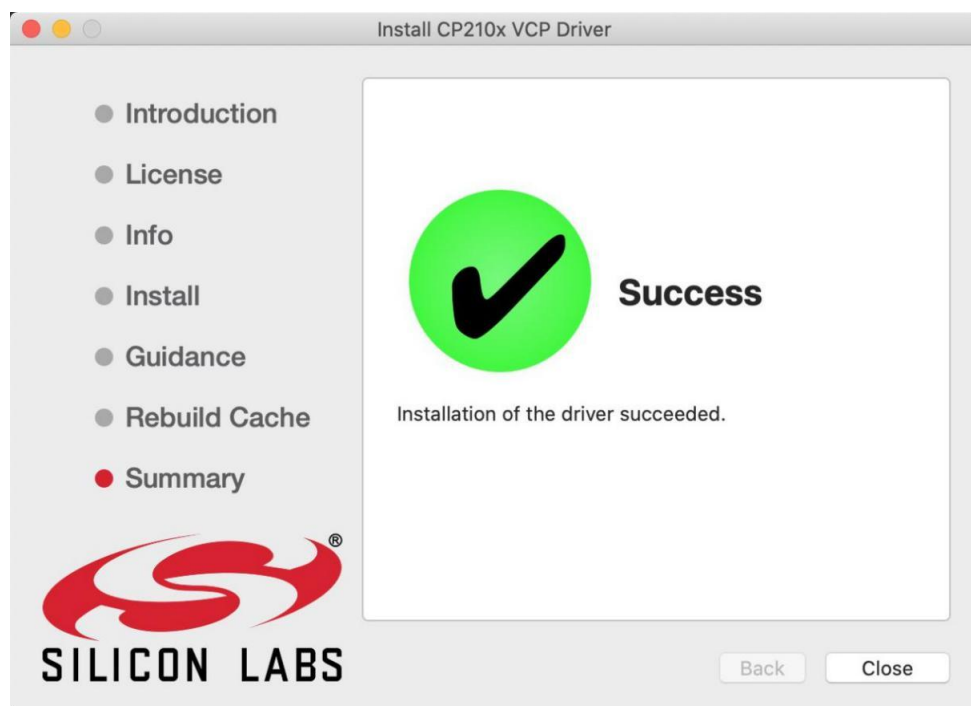 Install CP210x VCP Driver
Introduction
License
Info
Install
Guidance
Rebuild Cache
Summary
Success
Installation of the driver succeeded.
®
SILICON LABS
Back
Close